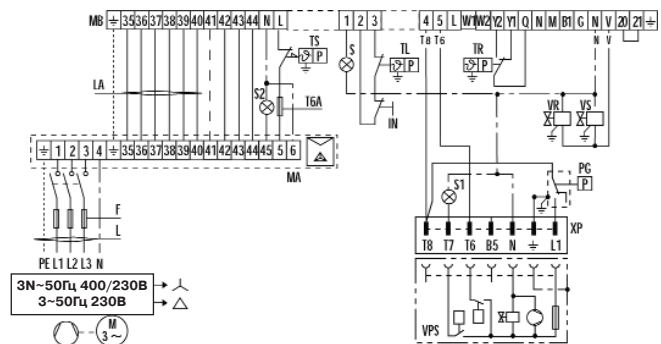 MB 35 36 37 38 39 40 41 42 43 44 N L 1 2 3 4 5 L W1 W2 Y2 Y1 Q N M B1 G N V 20 21
T8 T6 N V
TS
ϑ P
S
TL
ϑ P
TR
ϑ P
LA
S2
T6A
IN
VR VS
1 2 3 4 35 36 37 38 39 40 41 42 43 44 45 5 6
MA
PG
P
S1
F
L
XP
T8 T7 T6 B5 N L1
PE L1 L2 L3 N
3N~50Гц 400/230В
3~50Гц 230В
VPS
M
3~